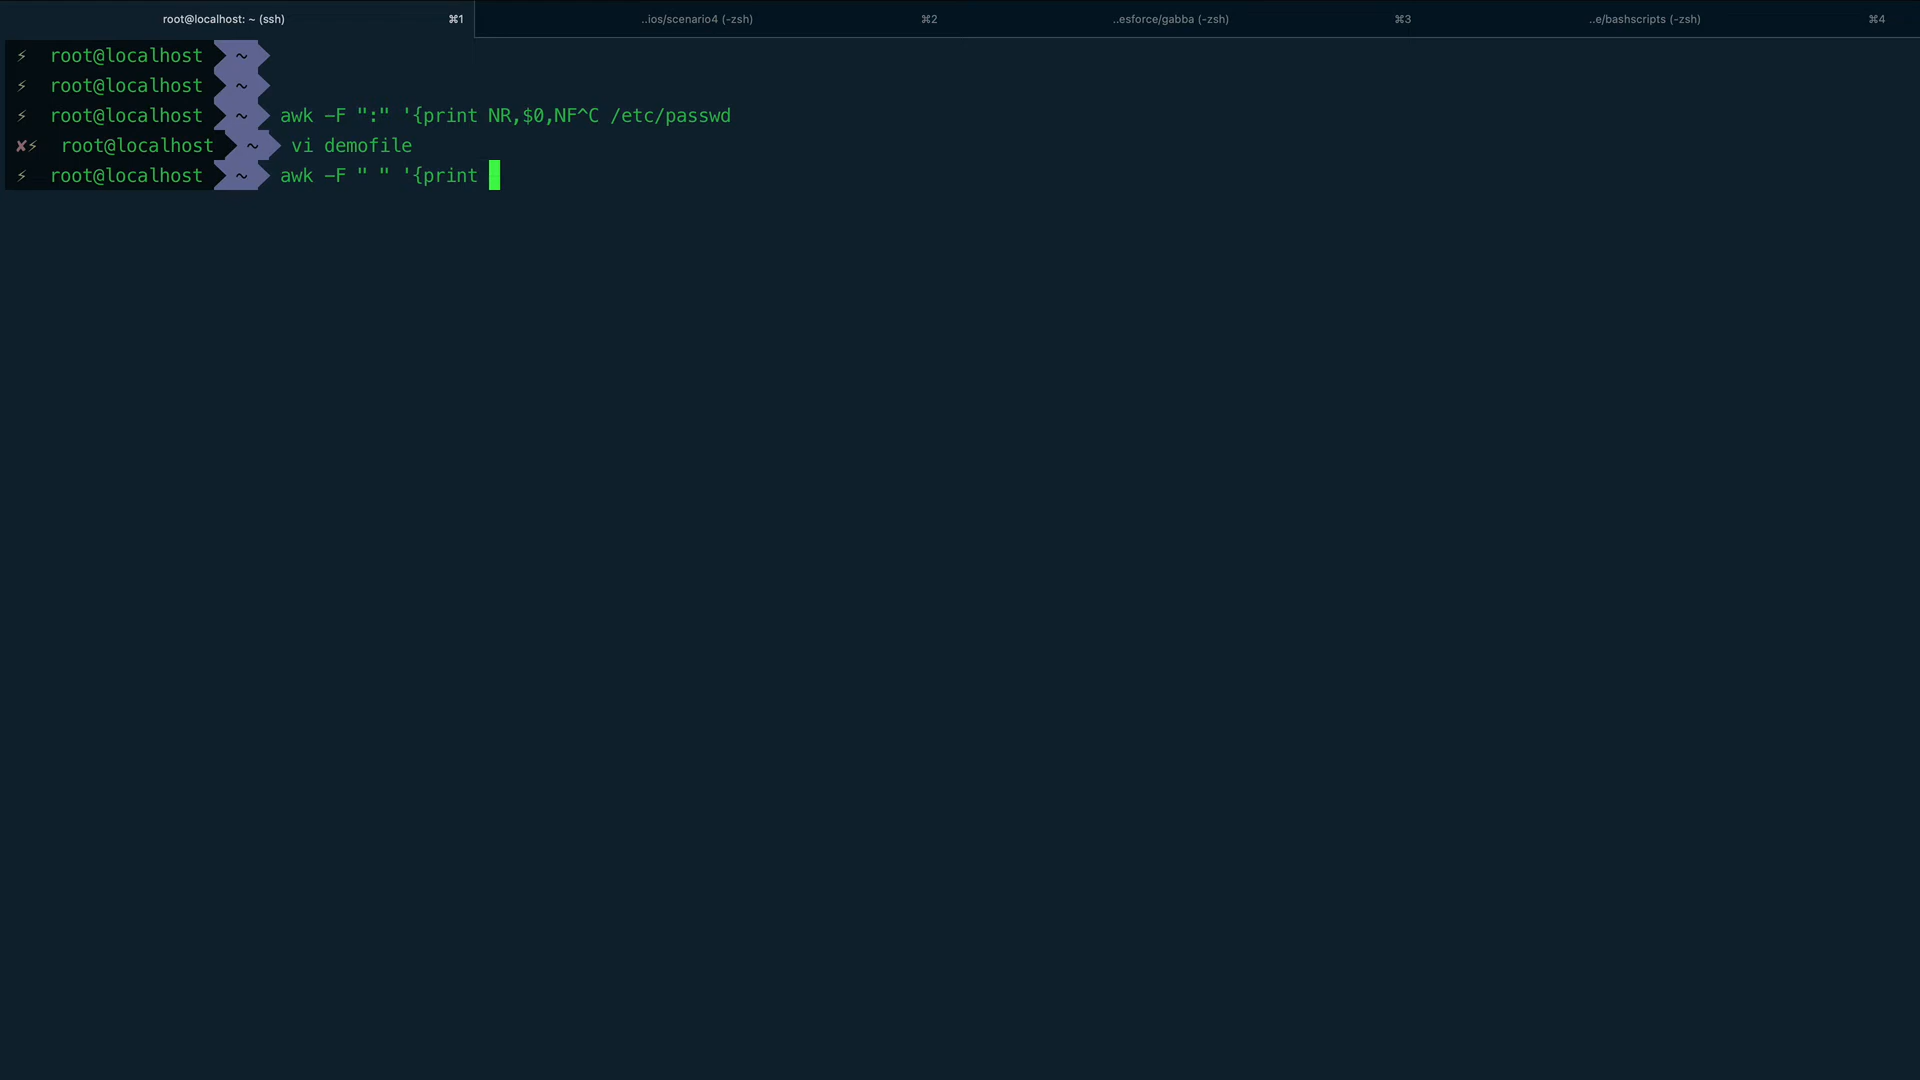 root@localhost: ~ (ssh) ⌘1 ..ios/scenario4 (-zsh) ⌘2 ..esforce/gabba (-zsh) ⌘3 ..e/bashscripts (-zsh) ⌘4
⚡ root@localhost ~
⚡ root@localhost ~
⚡ root@localhost ~ awk -F ":" '{print NR,$0,NF^C /etc/passwd
✘⚡ root@localhost ~ vi demofile
⚡ root@localhost ~ awk -F " " '{print